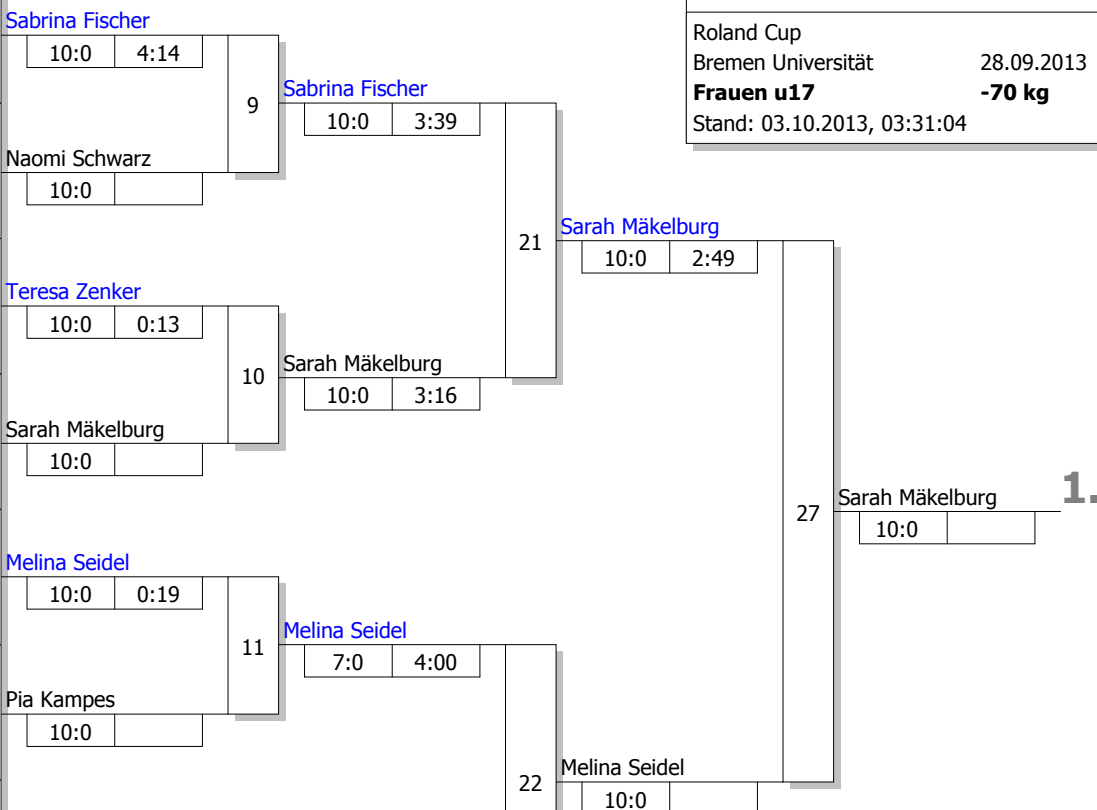 Sabrina Fischer
10:0 4:14
9
Naomi Schwarz
10:0
Teresa Zenker
10:0 0:13
10
Sarah Mäkelburg
10:0
Melina Seidel
10:0 0:19
11
Pia Kampes
10:0
Sabrina Fischer
10:0 3:39
21
Sarah Mäkelburg
10:0 3:16
Melina Seidel
7:0 4:00
22
Sarah Mäkelburg
10:0 2:49
27
Melina Seidel
10:0
Sarah Mäkelburg
10:0
1.
Roland Cup
Bremen Universität 28.09.2013
Frauen u17 -70 kg
Stand: 03.10.2013, 03:31:04